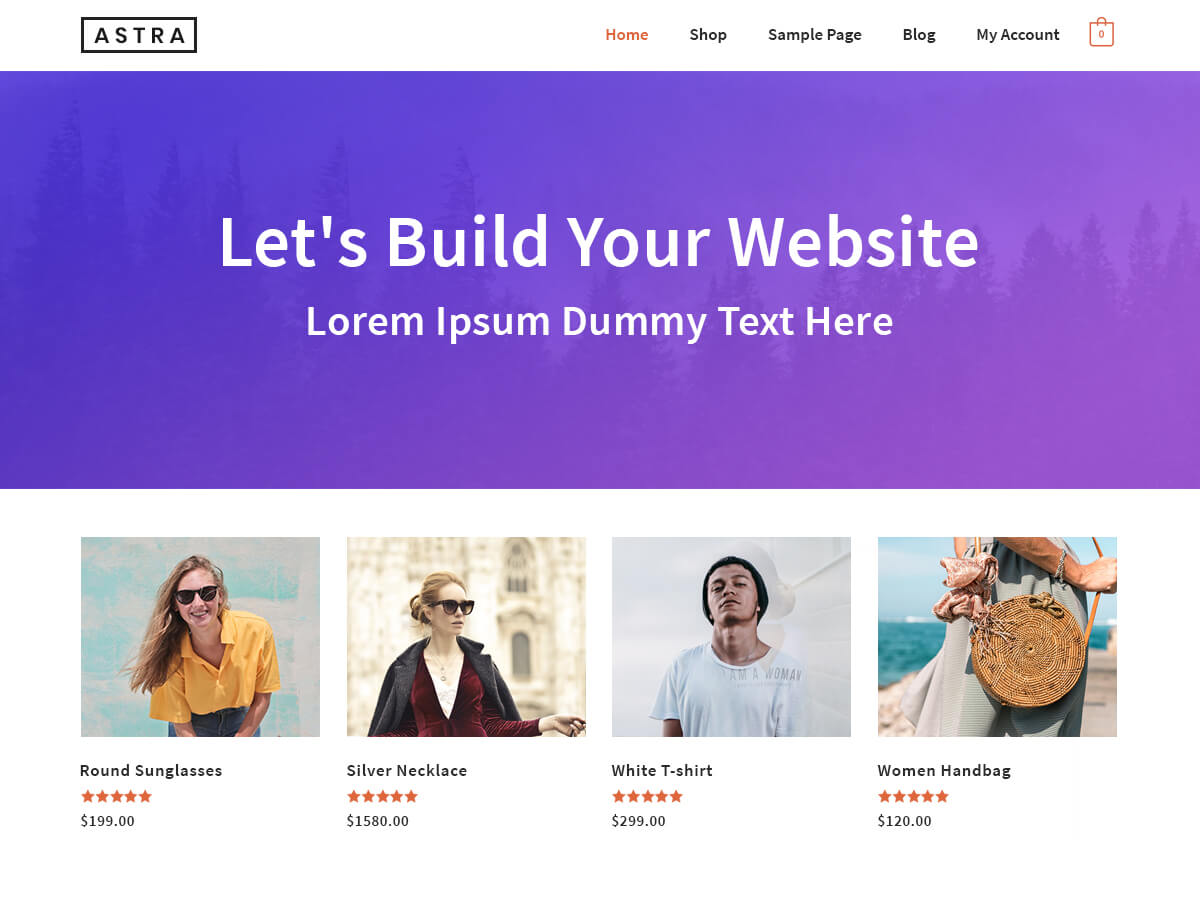 ASTRA
Home Shop Sample Page Blog My Account 0
Let's Build Your Website
Lorem Ipsum Dummy Text Here
AM A WOMAN
Round Sunglasses
$199.00
Silver Necklace
$1580.00
White T-shirt
$299.00
Women Handbag
$120.00